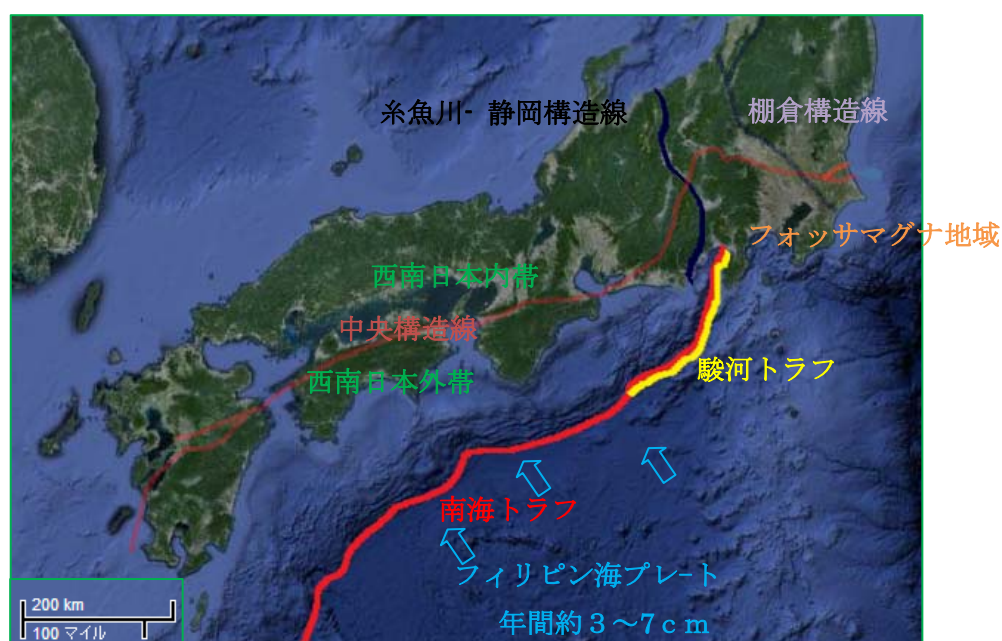 糸魚川- 静岡構造線
棚倉構造線
フォッサマグナ地域
西南日本内帯
中央構造線
西南日本外帯
駿河トラフ
南海トラフ
フィリピン海プレ-ト
年間約３～7ｃｍ
200 km
100 マイル